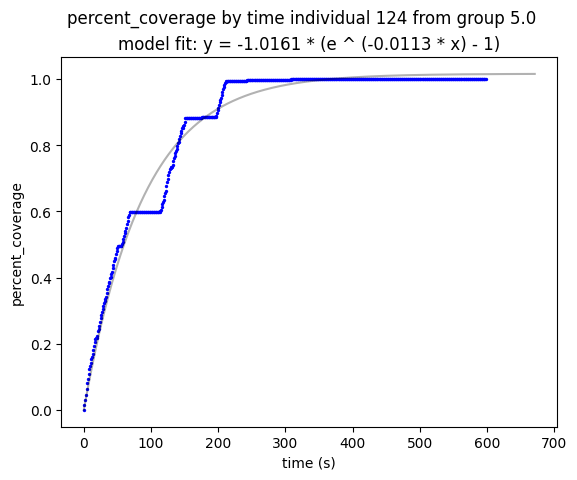 percent_coverage by time individual 124 from group 5.0
model fit: y = -1.0161 * (e ^ (-0.0113 * x) - 1)
1.0
0.8
0.6
0.4
0.2
0.0
percent_coverage
0 100 200 300 400 500 600 700
time (s)